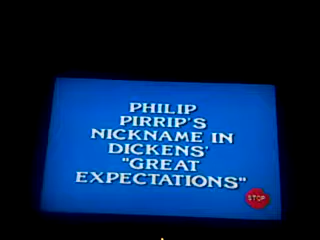 PHILIP
PIRRIP'S
NICKNAME IN
DICKENS'
"GREAT
EXPECTATIONS"
STOP